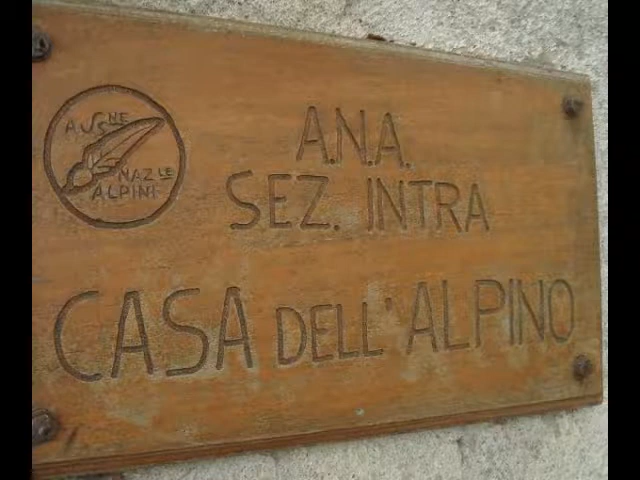 ASS NE
NAZ LE
ALPINI
A.N.A.
SEZ. INTRA
CASA DELL'ALPINO